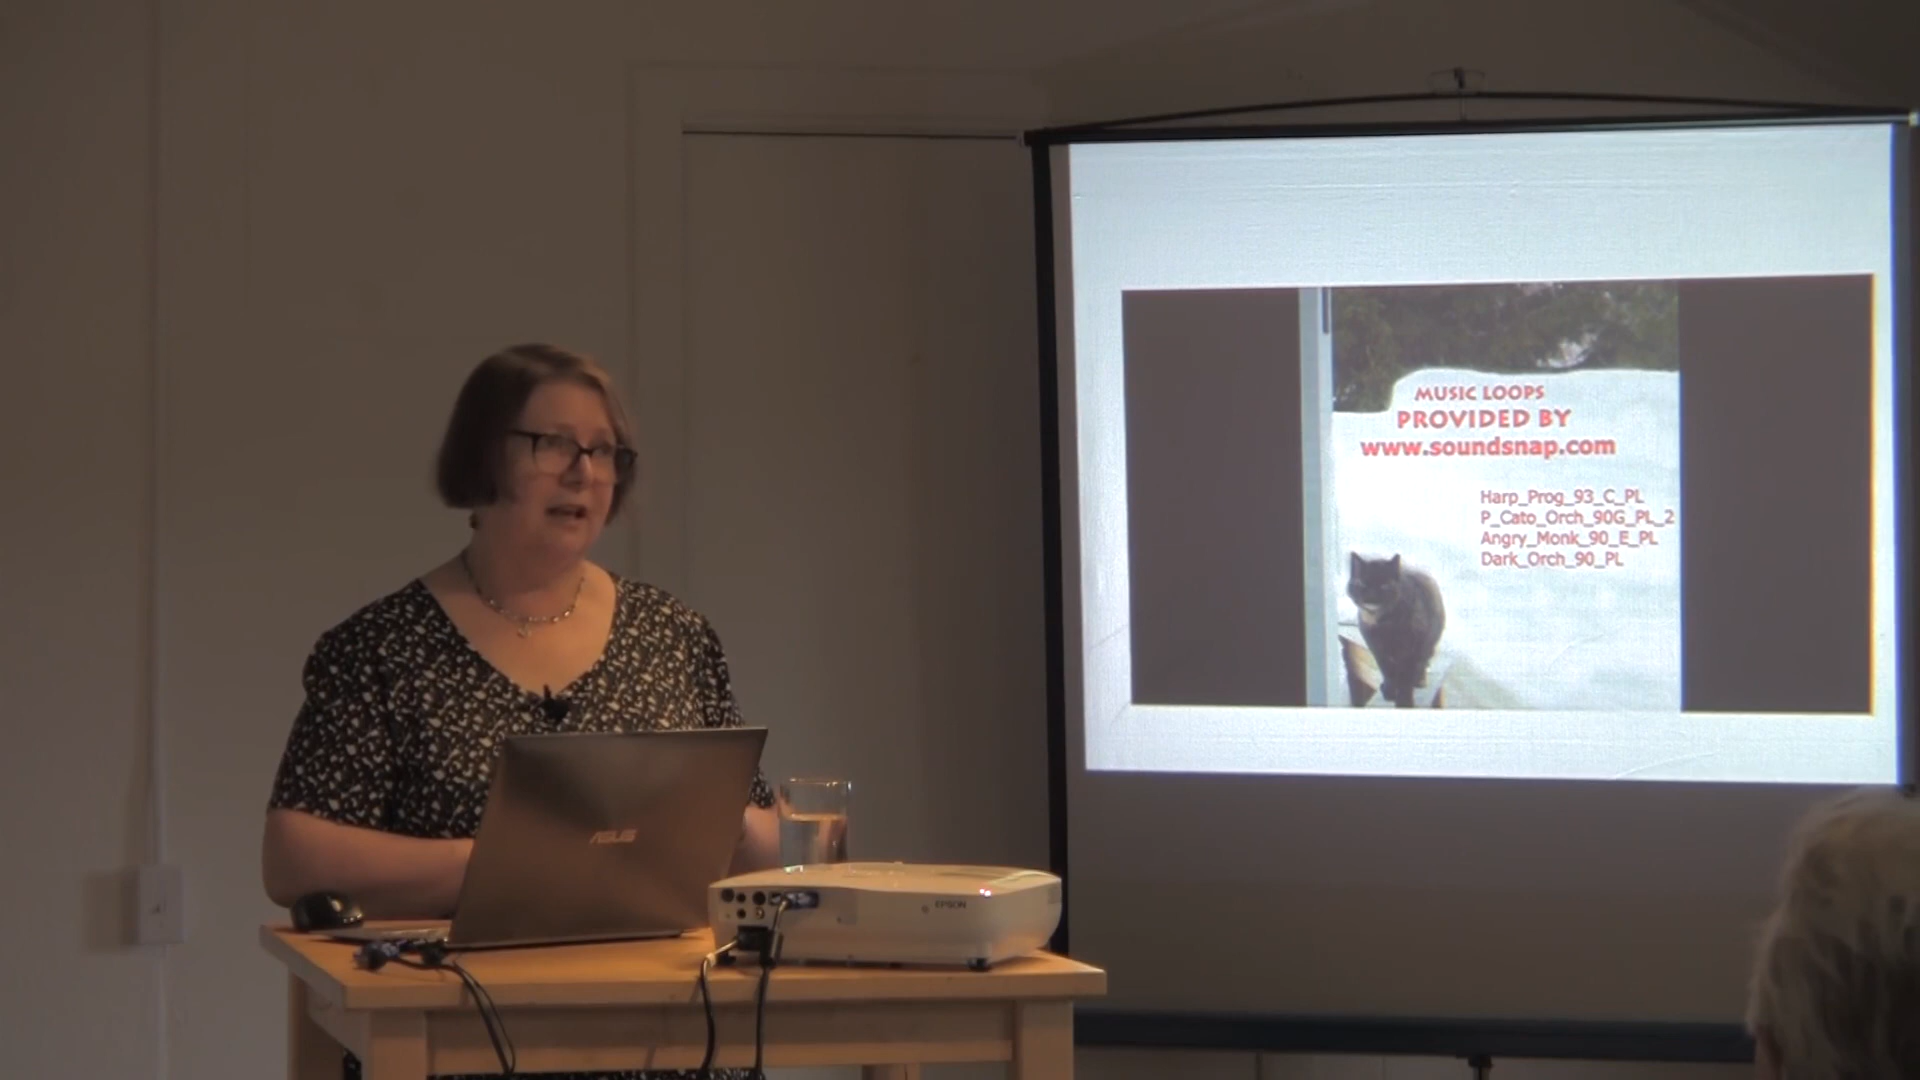 MUSIC LOOPS
PROVIDED BY
www.soundsnap.com
Harp_Prog_93_C_PL
P_Cato_Orch_90G_PL_2
Angry_Monk_90_E_PL
Dark_Orch_90_PL
ASUS
EPSON